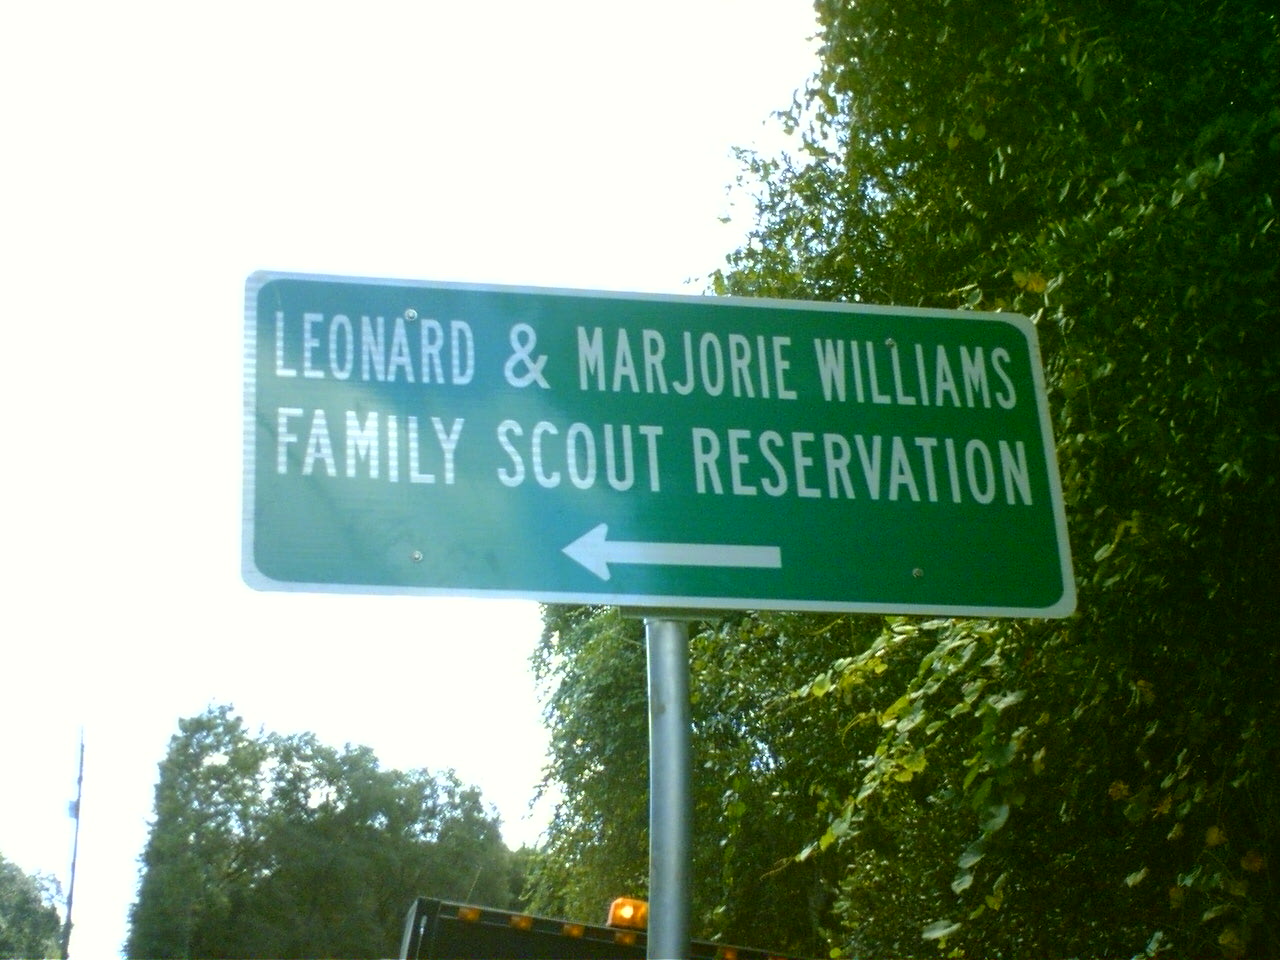 LEONARD & MARJORIE WILLIAMS
FAMILY SCOUT RESERVATION